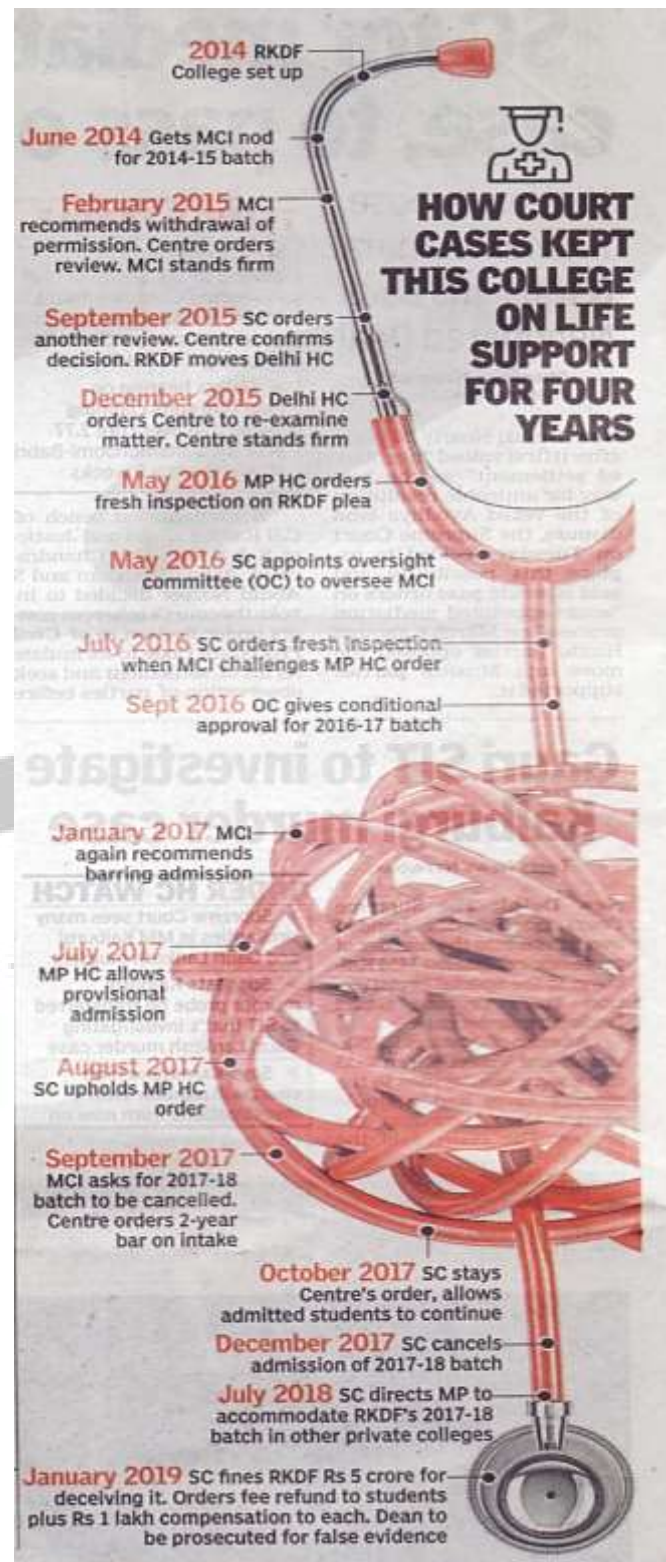 2014 RKDF
College set up
June 2014 Gets MCI nod
for 2014-15 batch
February 2015 MCI
recommends withdrawal of
permission. Centre orders
review. MCI stands firm
HOW COURT
CASES KEPT
THIS COLLEGE
ON LIFE
SUPPORT
FOR FOUR
YEARS
September 2015 SC orders
another review. Centre confirms
decision. RKDF moves Delhi HC
December 2015 Delhi HC
orders Centre to re-examine
matter. Centre stands firm
May 2016 MP HC orders
fresh inspection on RKDF plea
May 2016 SC appoints oversight
committee (OC) to oversee MCI
July 2016 SC orders fresh inspection
when MCI challenges MP HC order
Sept 2016 OC gives conditional
approval for 2016-17 batch
January 2017 MCI
again recommends
barring admission
July 2017
MP HC allows
provisional
admission
August 2017
SC upholds MP HC
order
September 2017
MCI asks for 2017-18
batch to be cancelled.
Centre orders 2-year
bar on intake
October 2017 SC stays
Centre's order, allows
admitted students to continue
December 2017 SC cancels
admission of 2017-18 batch
July 2018 SC directs MP to
accommodate RKDF's 2017-18
batch in other private colleges
January 2019 SC fines RKDF Rs 5 crore for
deceiving it. Orders fee refund to students
plus Rs 1 lakh compensation to each. Dean to
be prosecuted for false evidence